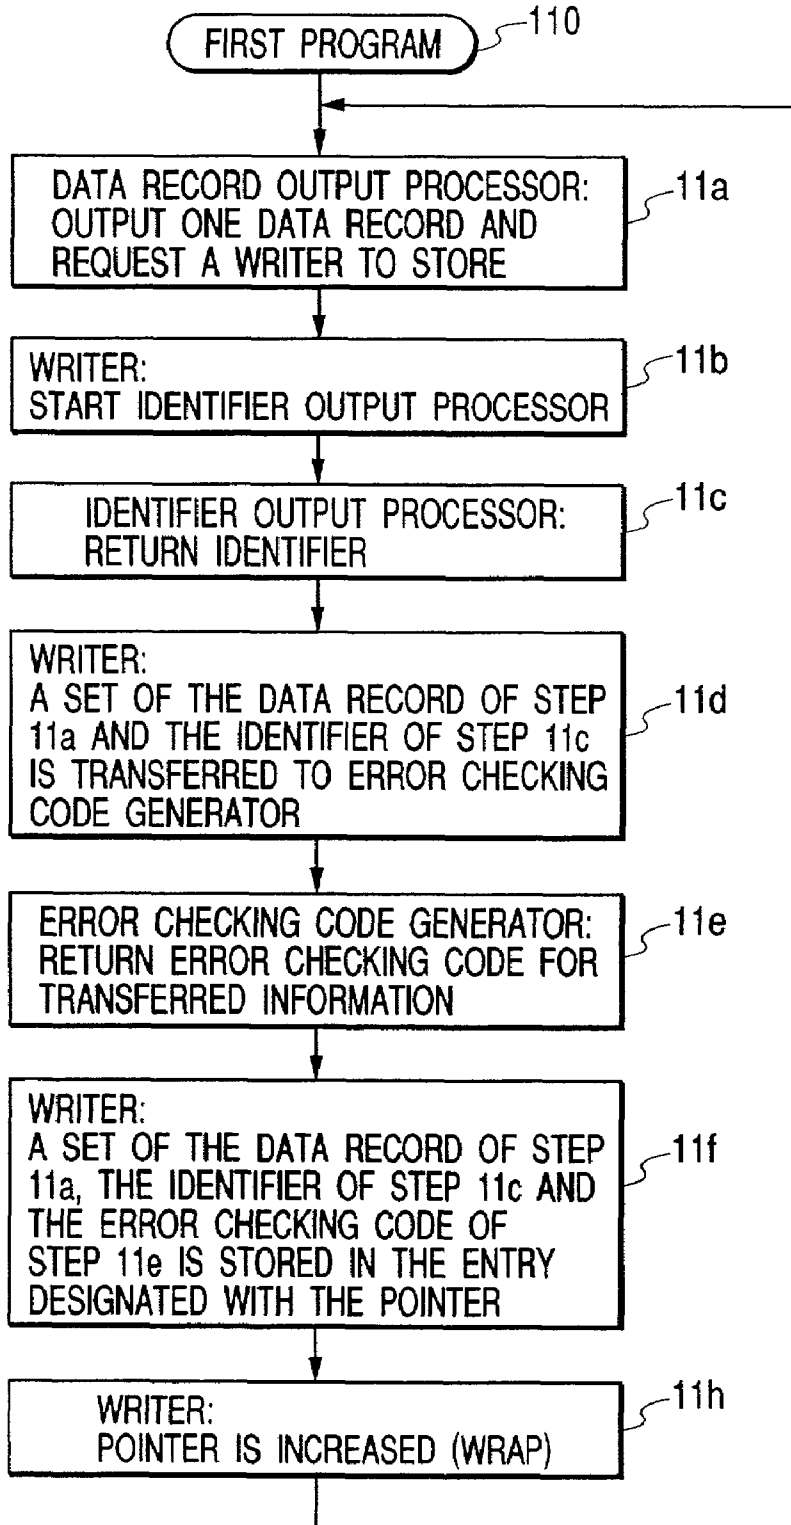 FIRST PROGRAM
110
DATA RECORD OUTPUT PROCESSOR:
OUTPUT ONE DATA RECORD AND
REQUEST A WRITER TO STORE
11a
WRITER:
START IDENTIFIER OUTPUT PROCESSOR
11b
IDENTIFIER OUTPUT PROCESSOR:
RETURN IDENTIFIER
11c
WRITER:
A SET OF THE DATA RECORD OF STEP
11a AND THE IDENTIFIER OF STEP 11c
IS TRANSFERRED TO ERROR CHECKING
CODE GENERATOR
11d
ERROR CHECKING CODE GENERATOR:
RETURN ERROR CHECKING CODE FOR
TRANSFERRED INFORMATION
11e
WRITER:
A SET OF THE DATA RECORD OF STEP
11a, THE IDENTIFIER OF STEP 11c AND
THE ERROR CHECKING CODE OF
STEP 11e IS STORED IN THE ENTRY
DESIGNATED WITH THE POINTER
11f
WRITER:
POINTER IS INCREASED (WRAP)
11h